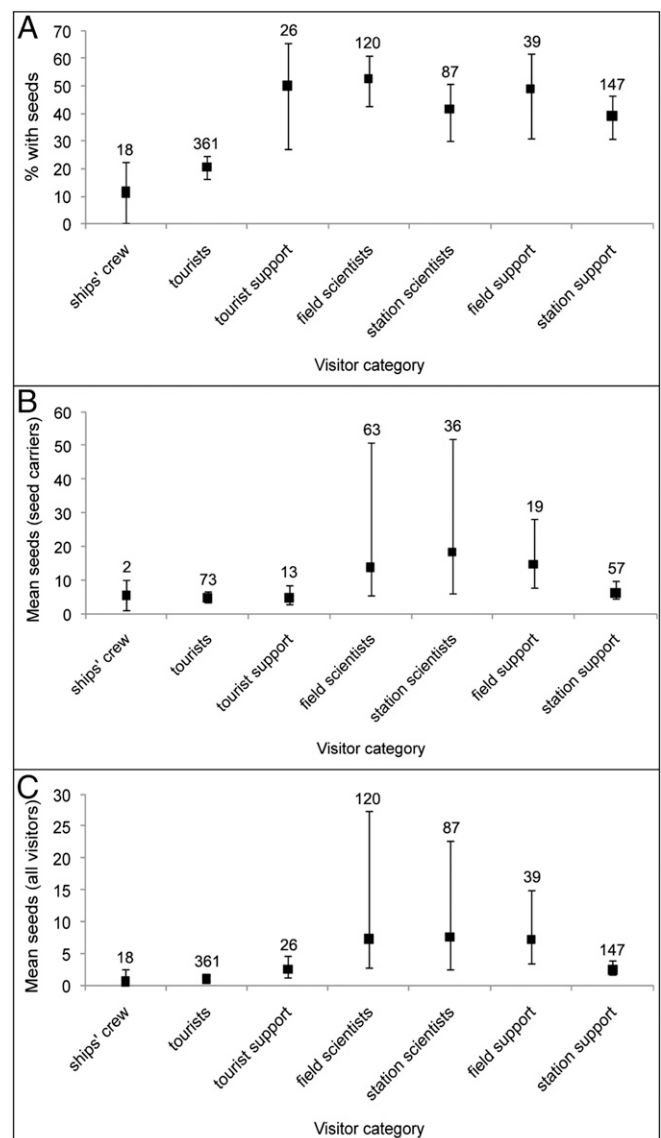 A
% with seeds
70
60
50
40
30
20
10
0
18
361
26
120
87
39
147
ships' crew
tourists
tourist support
field scientists
station scientists
field support
station support
Visitor category
B
Mean seeds (seed carriers)
60
50
40
30
20
10
0
2
73
13
63
36
19
57
ships' crew
tourists
tourist support
field scientists
station scientists
field support
station support
Visitor category
C
Mean seeds (all visitors)
30
25
20
15
10
5
0
18
361
26
120
87
39
147
ships' crew
tourists
tourist support
field scientists
station scientists
field support
station support
Visitor category